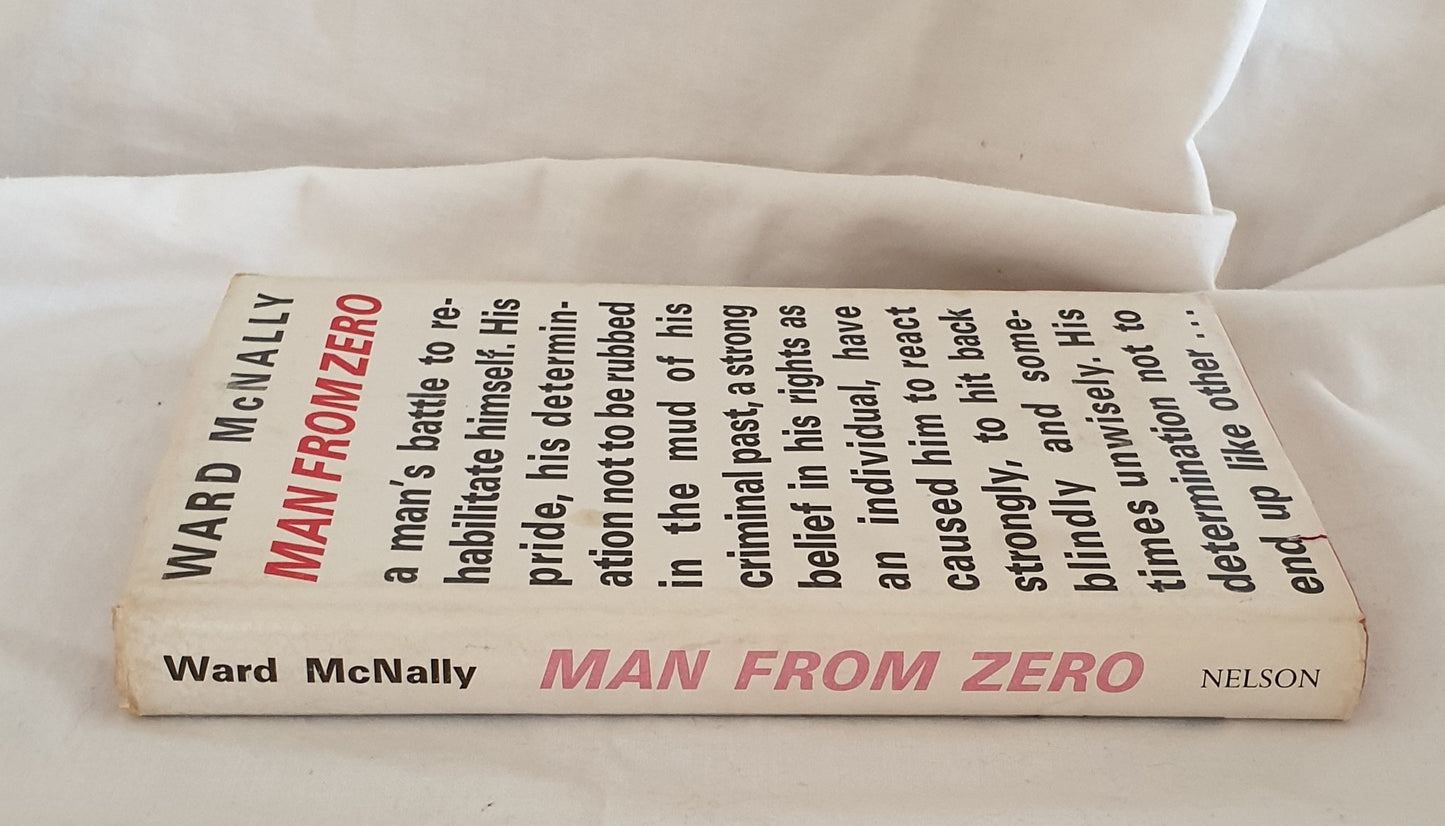 WARD McNALLY
MAN FROM ZERO
a man's battle to re-
habilitate himself. His
pride, his determin-
ation not to be rubbed
in the mud of his
criminal past, a strong
belief in his rights as
an individual, have
caused him to react
strongly, to hit back
blindly and some-
times unwisely. His
determination not to
end up like other...
Ward McNally MAN FROM ZERO NELSON